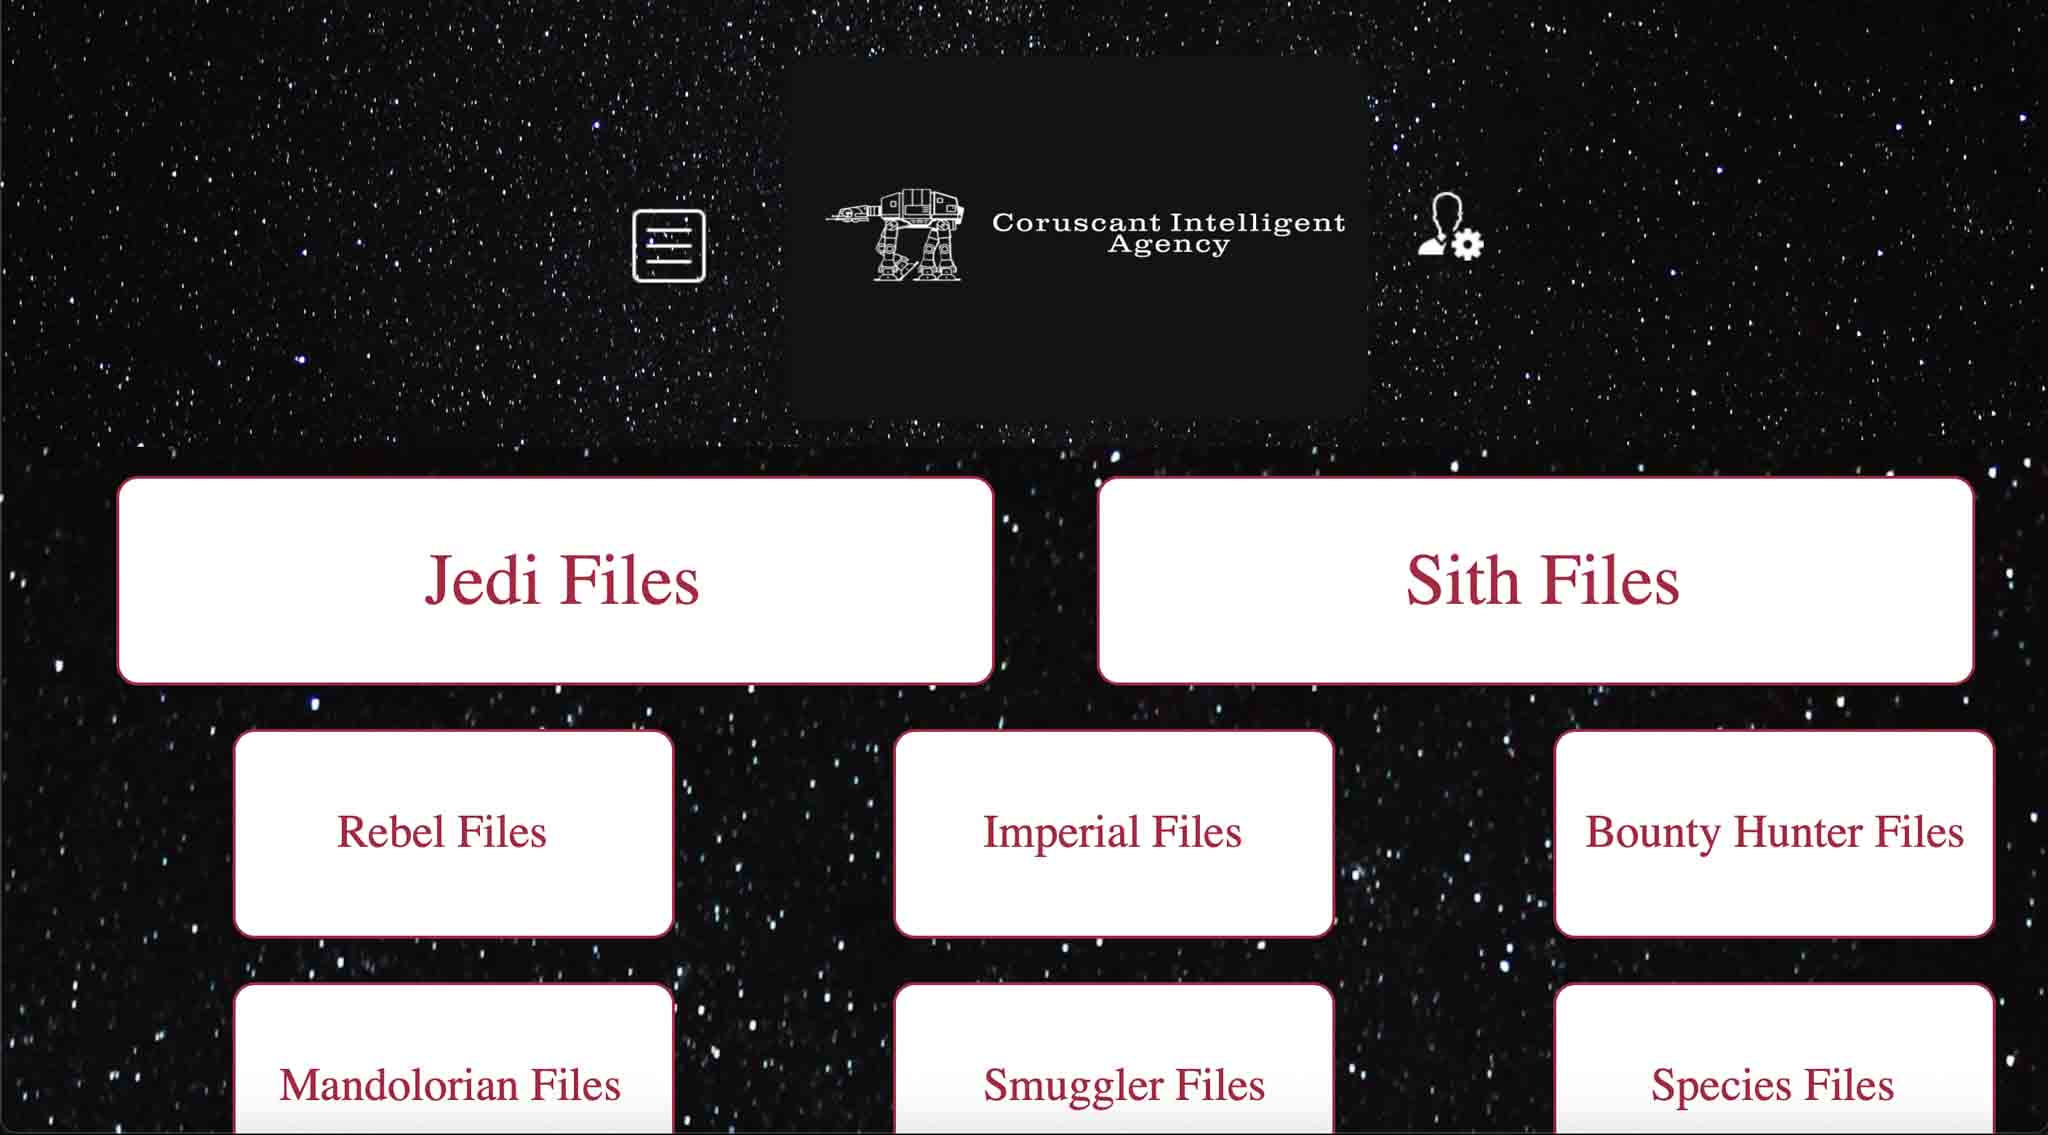 Coruscant Intelligent
Agency
Jedi Files
Sith Files
Rebel Files
Imperial Files
Bounty Hunter Files
Mandolorian Files
Smuggler Files
Species Files